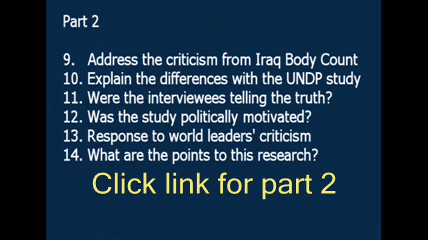 Part 2
9. Address the criticism from Iraq Body Count
10. Explain the differences with the UNDP study
11. Were the interviewees telling the truth?
12. Was the study politically motivated?
13. Response to world leaders' criticism
14. What are the points to this research?
Click link for part 2